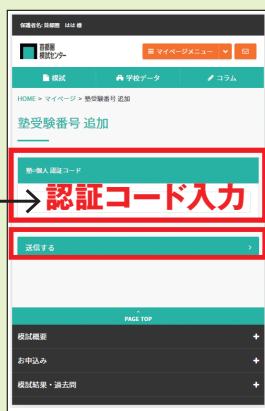 保護者名: 首都圏 はは 様
首都圏
模試センター
マイページメニュー
模試
学校データ
コラム
HOME > マイページ > 塾受験番号 追加
塾受験番号 追加
塾⇔個人 認証コード
認証コード入力
送信する
PAGE TOP
模試概要
お申込み
模試結果・過去問